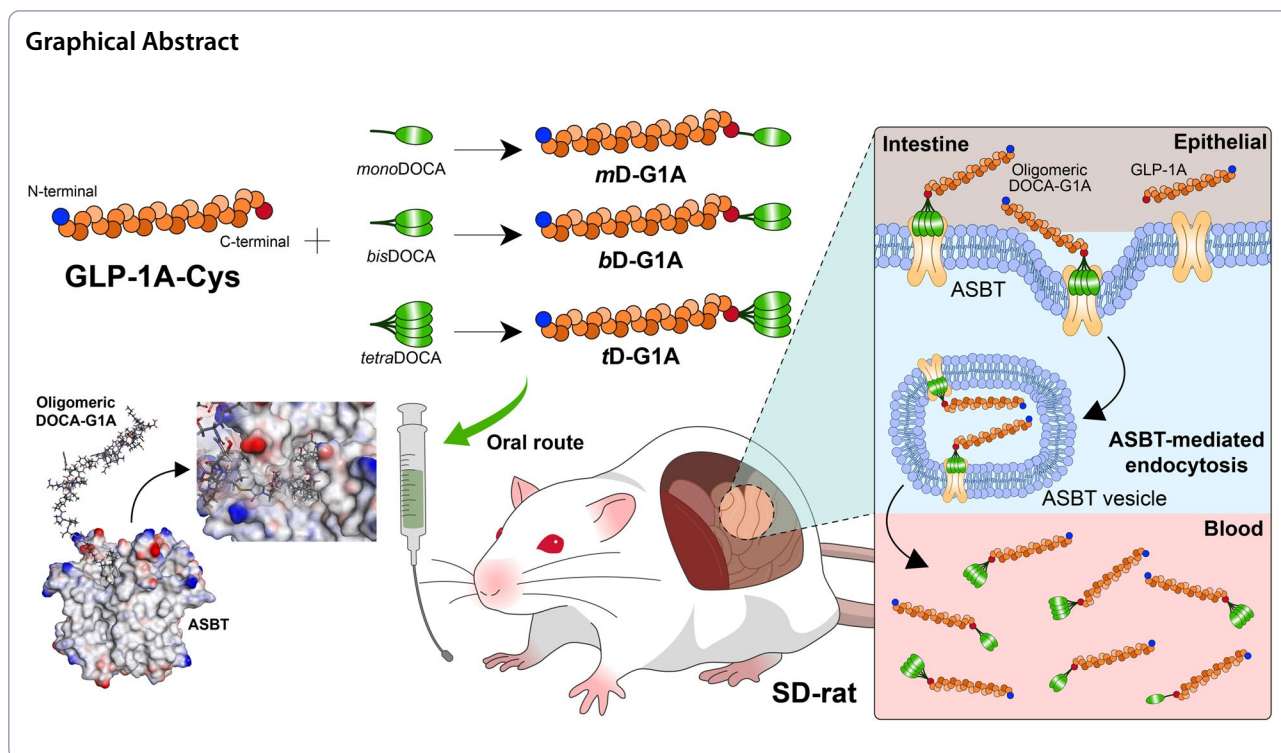 Graphical Abstract
N-terminal
C-terminal
GLP-1A-Cys
monoDOCA
mD-G1A
bisDOCA
bD-G1A
tetraDOCA
tD-G1A
Oligomeric
DOCA-G1A
ASBT
Oral route
SD-rat
Intestine
Epithelial
Oligomeric
DOCA-G1A
GLP-1A
ASBT
ASBT-mediated
endocytosis
ASBT vesicle
Blood